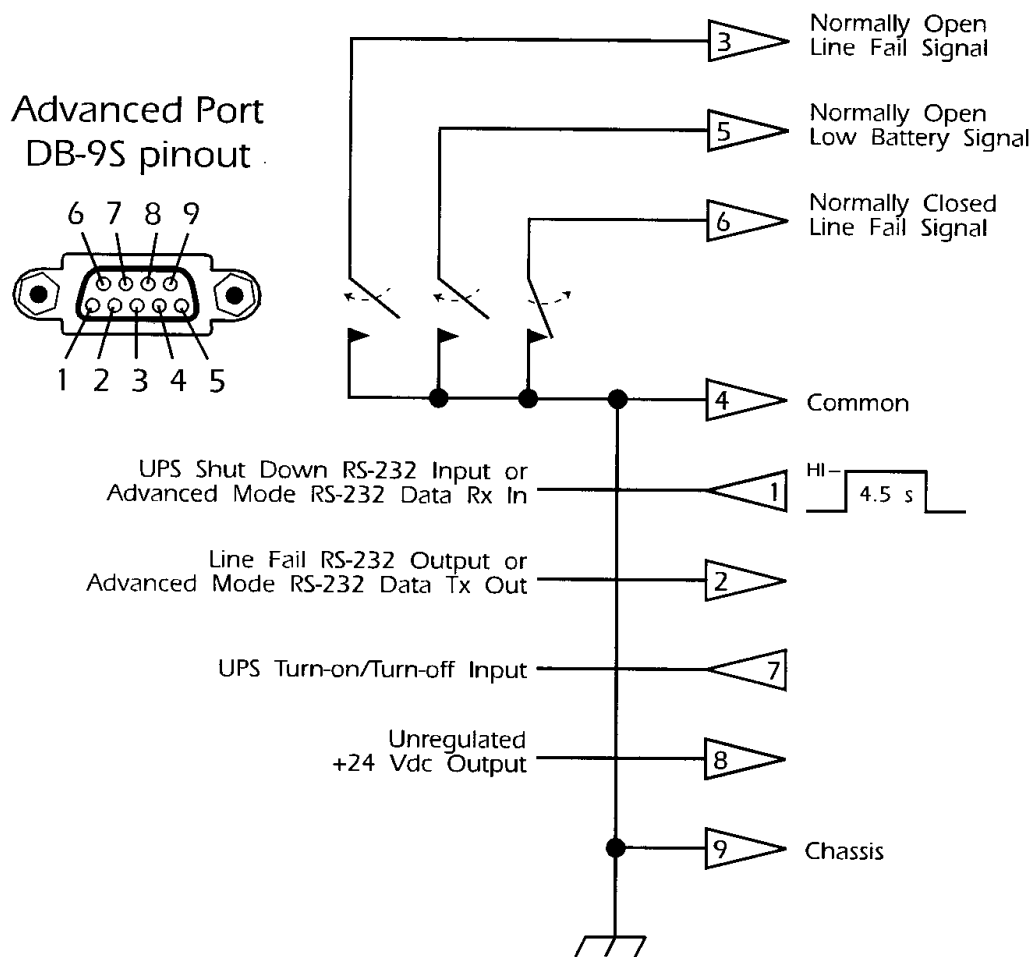 Advanced Port
DB-9S pinout
6 7 8 9
1 2 3 4 5
3
Normally Open
Line Fail Signal
5
Normally Open
Low Battery Signal
6
Normally Closed
Line Fail Signal
4
Common
UPS Shut Down RS-232 Input or
Advanced Mode RS-232 Data Rx In
1
HI
4.5 s
Line Fail RS-232 Output or
Advanced Mode RS-232 Data Tx Out
2
UPS Turn-on/Turn-off Input
7
Unregulated
+24 Vdc Output
8
9
Chassis